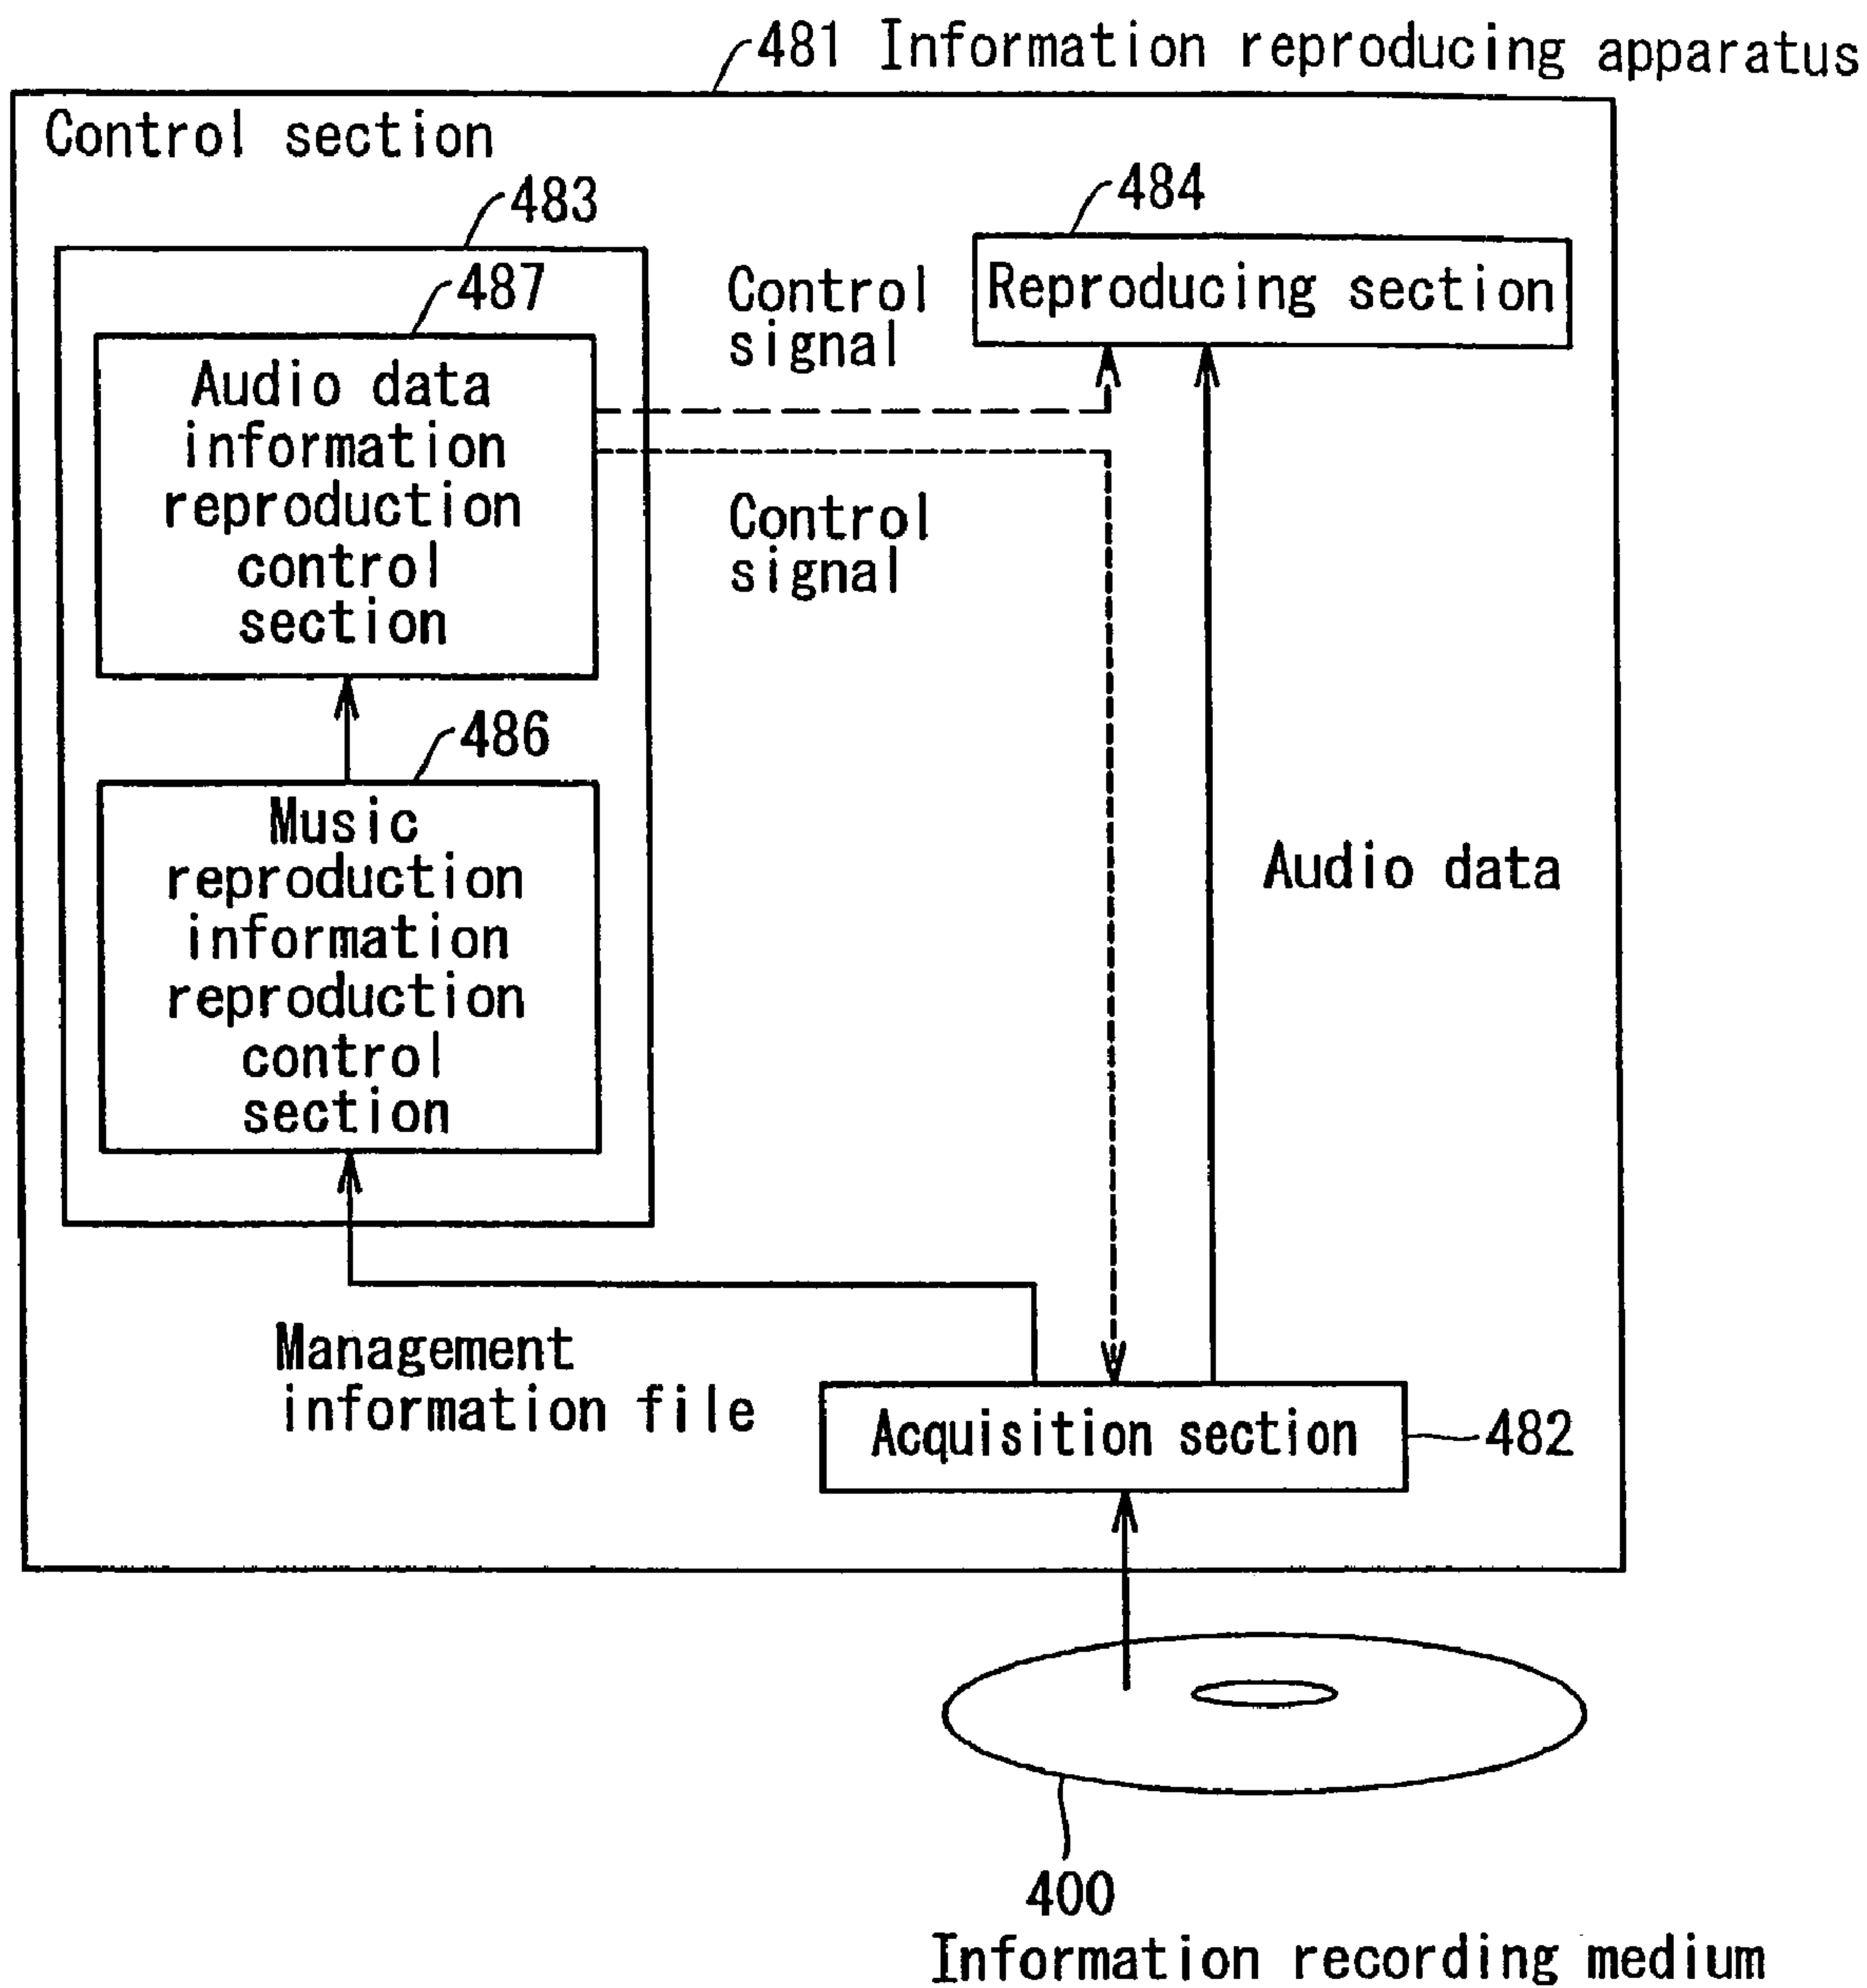 481 Information reproducing apparatus
Control section
483
484
487
Control
signal
Reproducing section
Audio data
information
reproduction
control
section
Control
signal
486
Music
reproduction
information
reproduction
control
section
Audio data
Management
information file
Acquisition section
482
400
Information recording medium